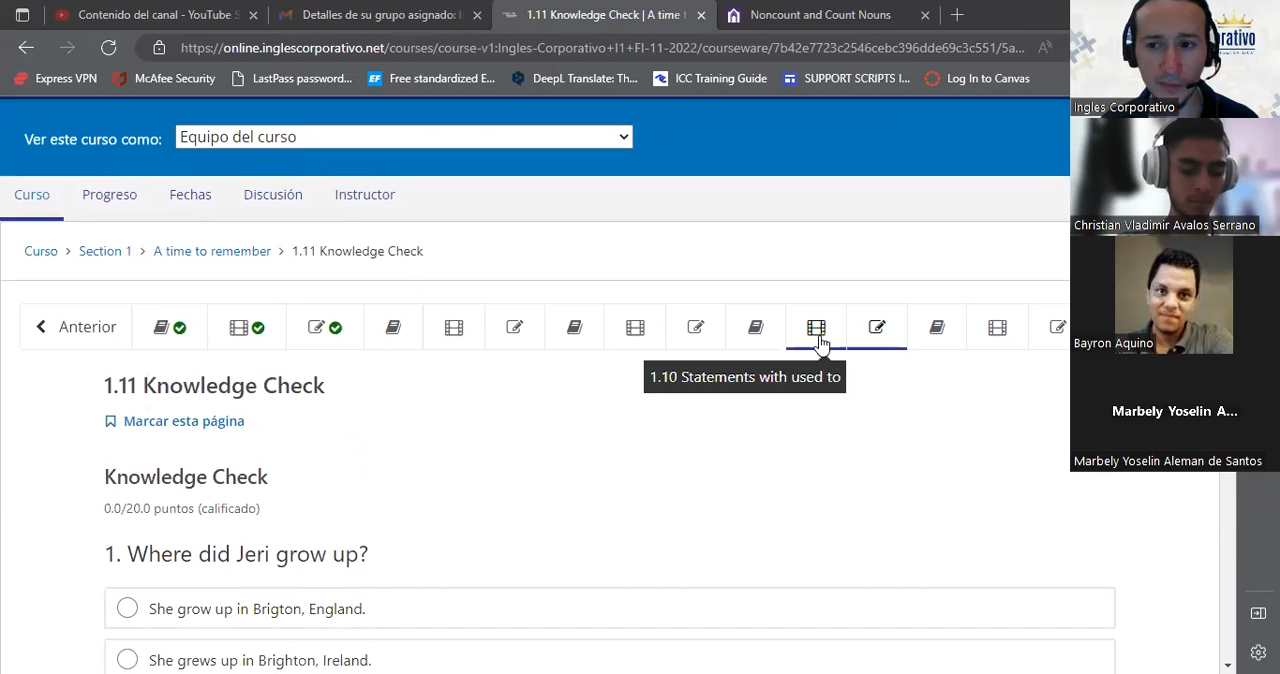 Contenido del canal - YouTube S
Detalles de su grupo asignado: I
1.11 Knowledge Check | A time t
Noncount and Count Nouns
https://online.inglescorporativo.net/courses/course-v1:Ingles-Corporativo+I1+FI-11-2022/courseware/7b42e7723c2546cebc396dde69c3c551/5a...
Express VPN
McAfee Security
LastPass password...
Free standardized E...
DeepL Translate: Th...
ICC Training Guide
SUPPORT SCRIPTS I...
Log In to Canvas
Ver este curso como:
Equipo del curso
Curso
Progreso
Fechas
Discusión
Instructor
Curso > Section 1 > A time to remember > 1.11 Knowledge Check
Anterior
1.10 Statements with used to
1.11 Knowledge Check
Marcar esta página
Knowledge Check
0.0/20.0 puntos (calificado)
1. Where did Jeri grow up?
She grow up in Brigton, England.
She grews up in Brighton, Ireland.
Ingles Corporativo
Christian Vladimir Avalos Serrano
Bayron Aquino
Marbely Yoselin A...
Marbely Yoselin Aleman de Santos